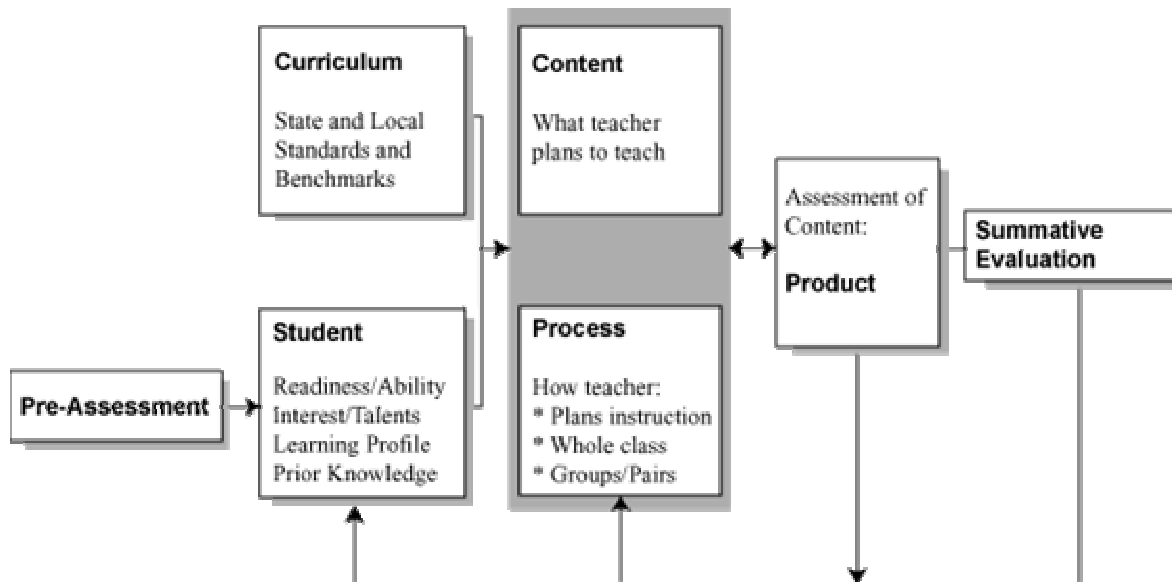 Curriculum
State and Local
Standards and
Benchmarks
Content
What teacher
plans to teach
Assessment of
Content:
Product
Summative
Evaluation
Pre-Assessment
Student
Readiness/Ability
Interest/Talents
Learning Profile
Prior Knowledge
Process
How teacher:
* Plans instruction
* Whole class
* Groups/Pairs